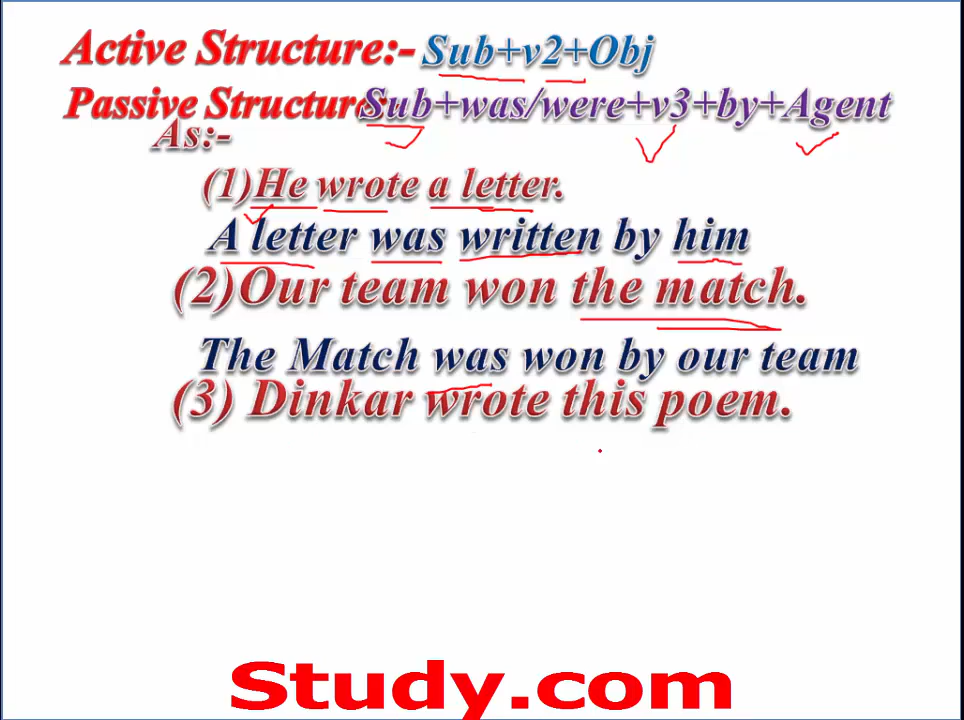 Active Structure:- Sub+v2+Obj
Passive Structure:- Sub+was/were+v3+by+Agent
As:-
(1)He wrote a letter.
A letter was written by him
(2)Our team won the match.
The Match was won by our team
(3) Dinkar wrote this poem.
Study.com